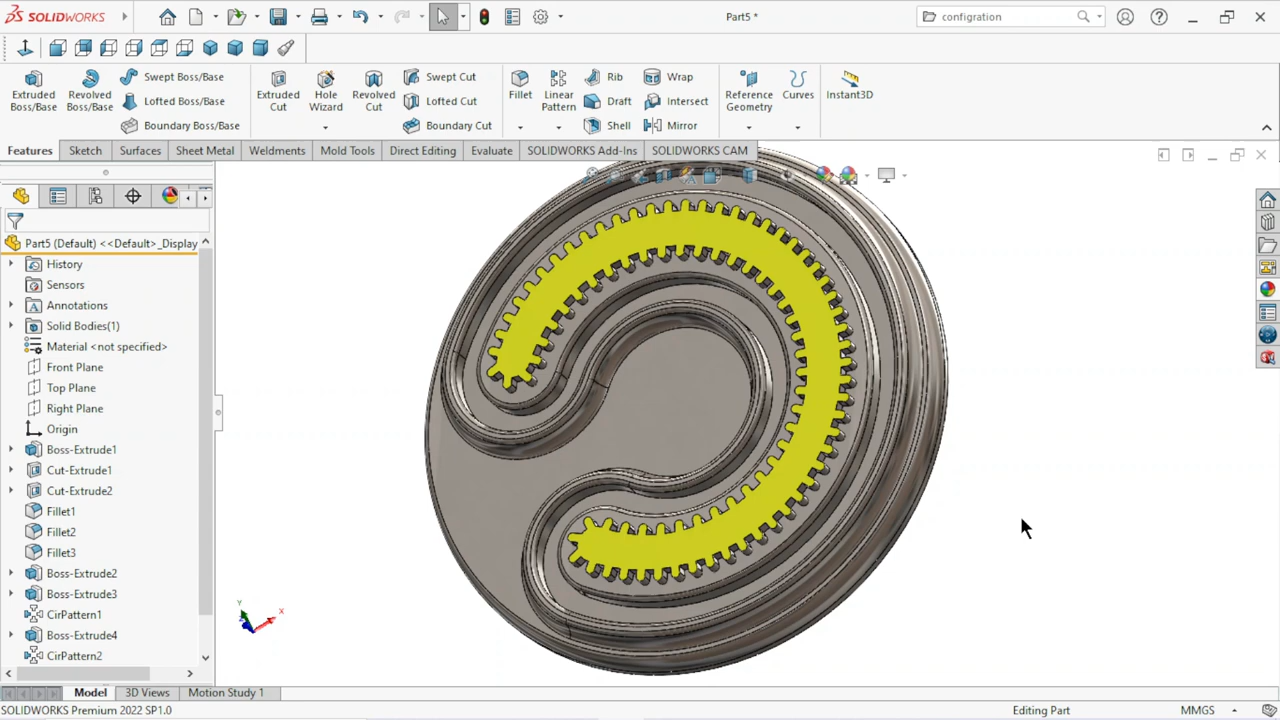 SOLIDWORKS
Part5 *
configration
Extruded Boss/Base
Revolved Boss/Base
Swept Boss/Base
Lofted Boss/Base
Boundary Boss/Base
Extruded Cut
Hole Wizard
Revolved Cut
Swept Cut
Lofted Cut
Boundary Cut
Fillet
Linear Pattern
Rib
Draft
Shell
Wrap
Intersect
Mirror
Reference Geometry
Curves
Instant3D
Features
Sketch
Surfaces
Sheet Metal
Weldments
Mold Tools
Direct Editing
Evaluate
SOLIDWORKS Add-Ins
SOLIDWORKS CAM
Part5 (Default) <<Default>_Display
History
Sensors
Annotations
Solid Bodies(1)
Material <not specified>
Front Plane
Top Plane
Right Plane
Origin
Boss-Extrude1
Cut-Extrude1
Cut-Extrude2
Fillet1
Fillet2
Fillet3
Boss-Extrude2
Boss-Extrude3
CirPattern1
Boss-Extrude4
CirPattern2
Y
X
Model
3D Views
Motion Study 1
SOLIDWORKS Premium 2022 SP1.0
Editing Part
MMGS